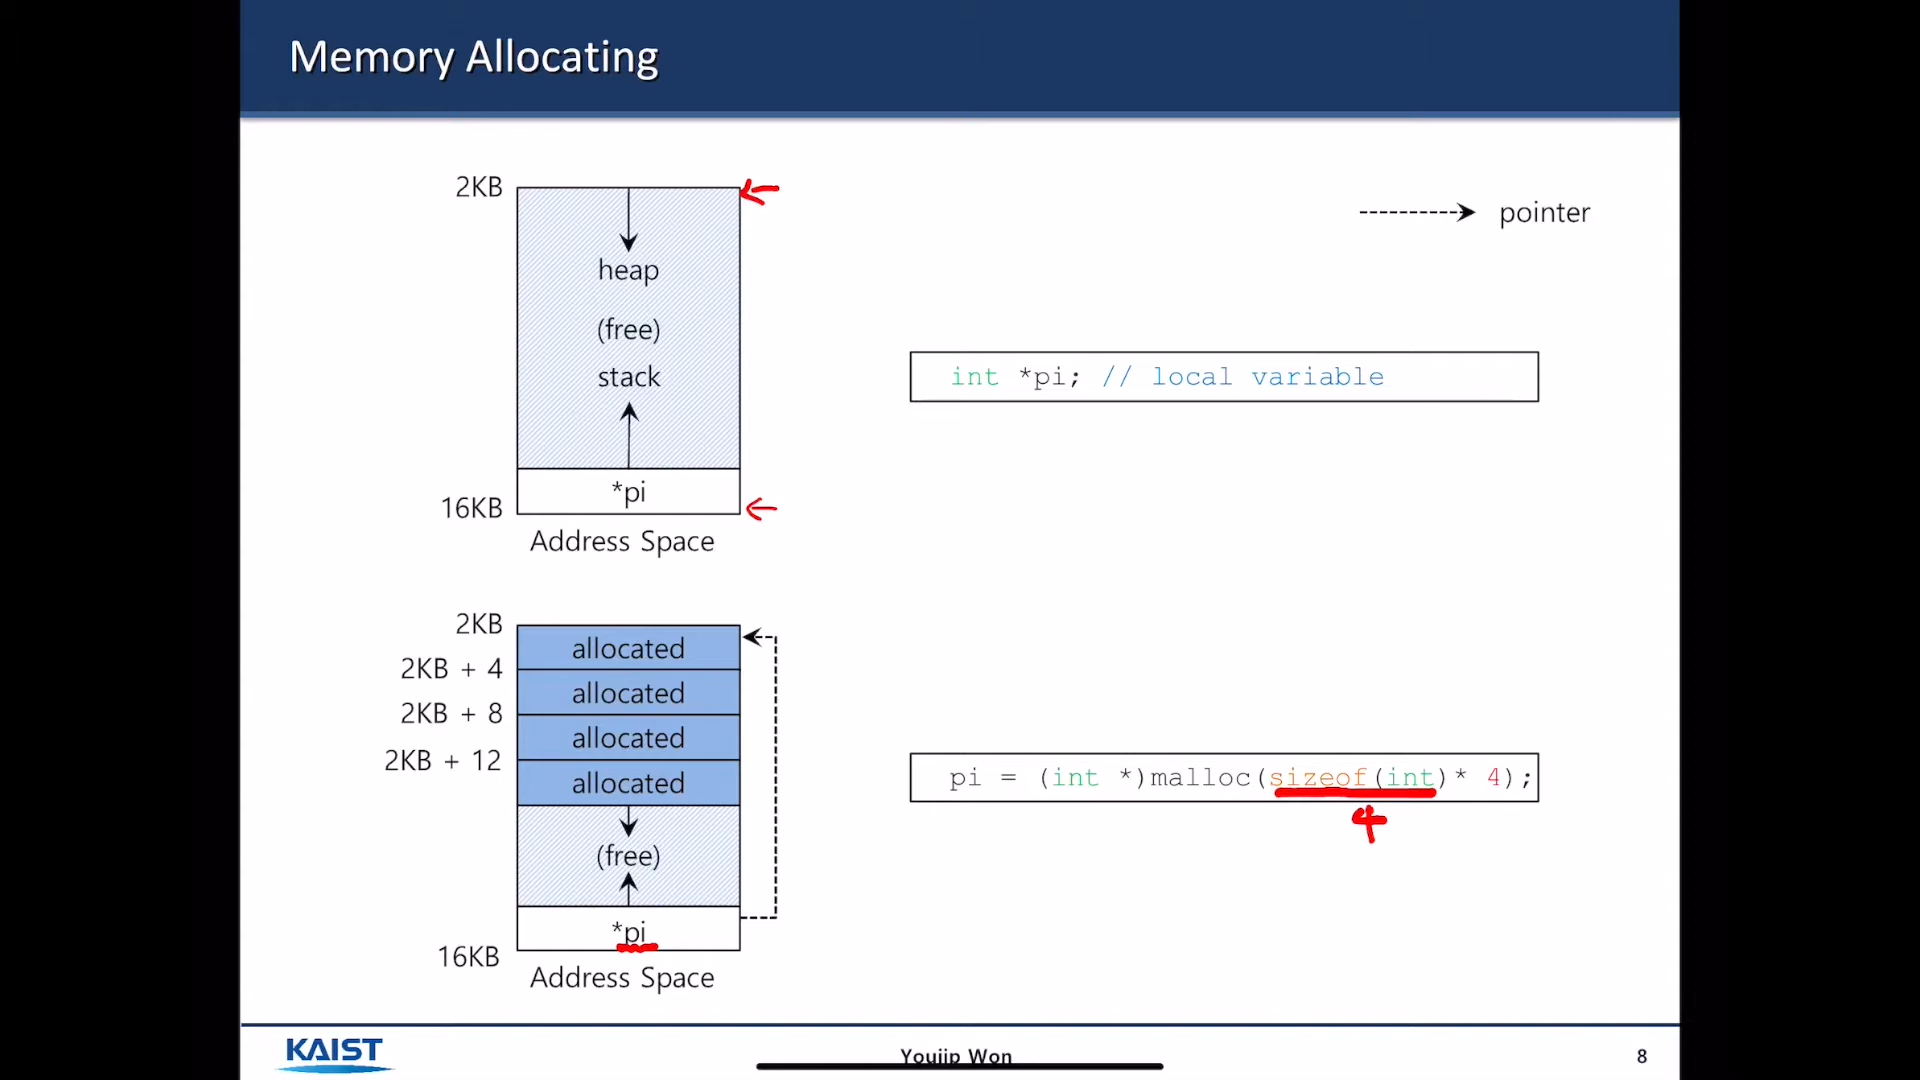 Memory Allocating
2KB
heap
(free)
stack
*pi
16KB
Address Space
pointer
int *pi; // local variable
2KB
allocated
2KB + 4
allocated
2KB + 8
allocated
2KB + 12
allocated
(free)
*pi
16KB
Address Space
pi = (int *)malloc(sizeof(int)* 4);
4
KAIST
Youjip Won
8